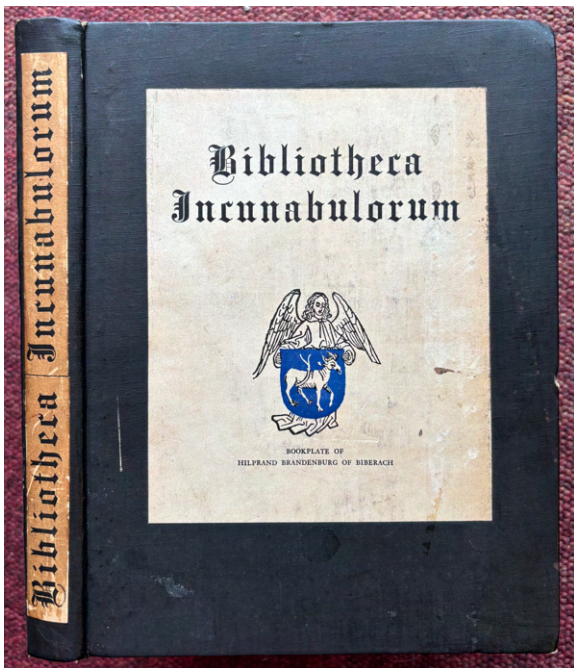 Bibliotheca Incunabulorum
Bibliotheca
Incunabulorum
BOOKPLATE OF
HILPRAND BRANDENBURG OF BIBERACH